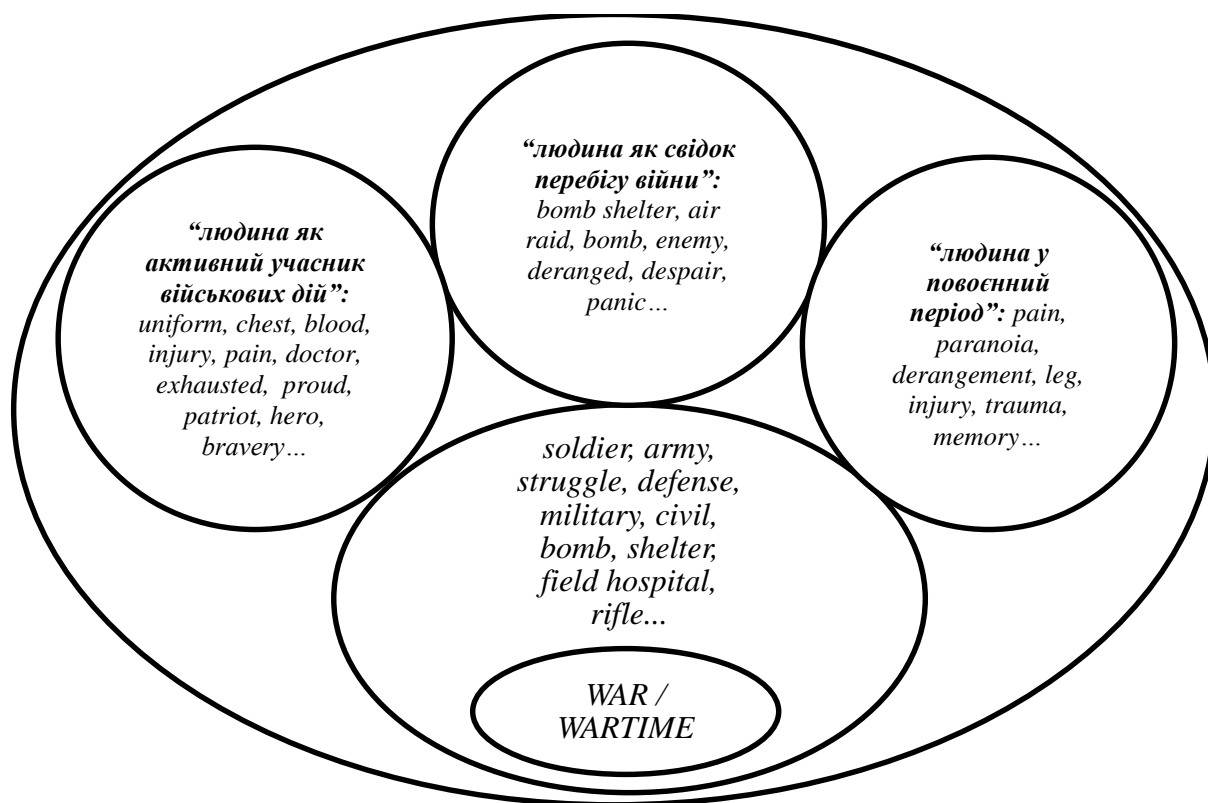 “людина як свідок
перебігу війни”:
bomb shelter, air
raid, bomb, enemy,
deranged, despair,
panic…
“людина як
активний учасник
військових дій”:
uniform, chest, blood,
injury, pain, doctor,
exhausted, proud,
patriot, hero,
bravery…
“людина у
повоєнний
період”: pain,
paranoia,
derangement, leg,
injury, trauma,
memory…
soldier, army,
struggle, defense,
military, civil,
bomb, shelter,
field hospital,
rifle...
WAR /
WARTIME